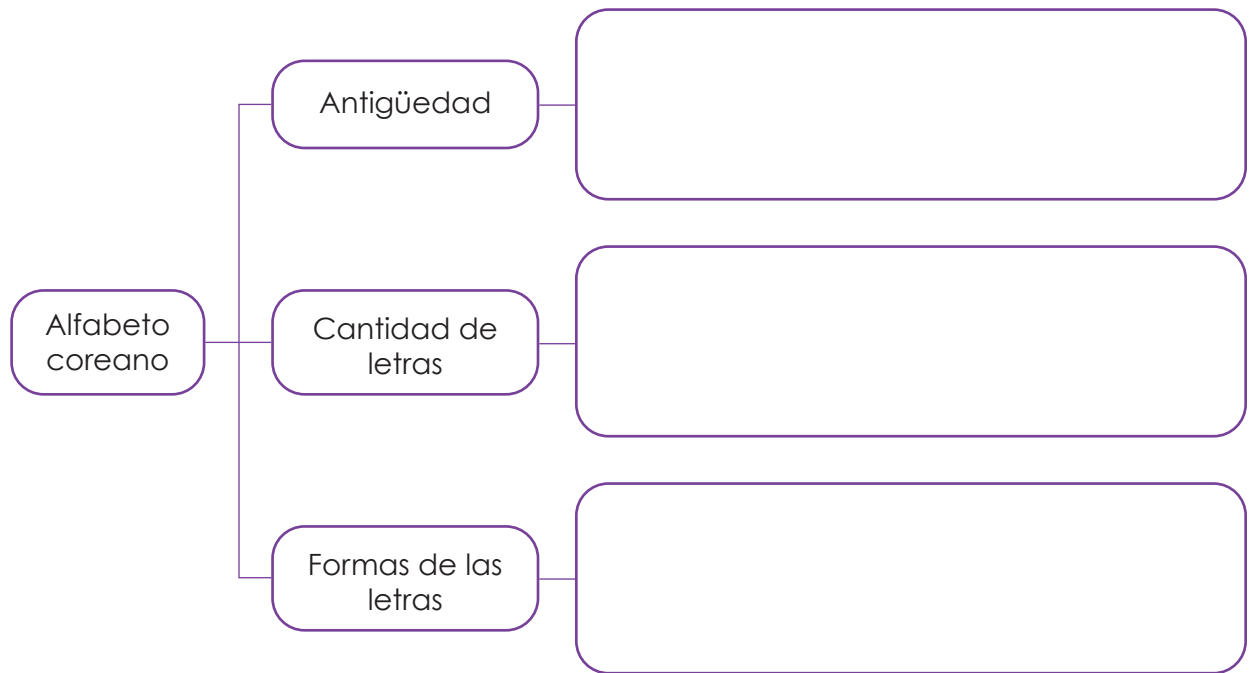 Alfabeto
coreano
Antigüedad
Cantidad de
letras
Formas de las
letras